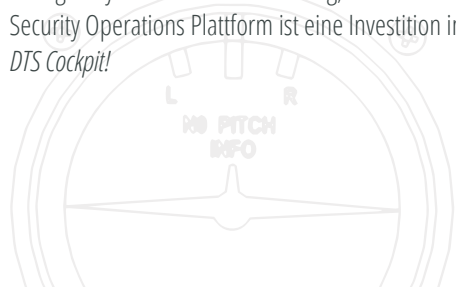 Security Operations Plattform ist eine Investition i
DTS Cockpit!
L R
NO PITCH
INFO